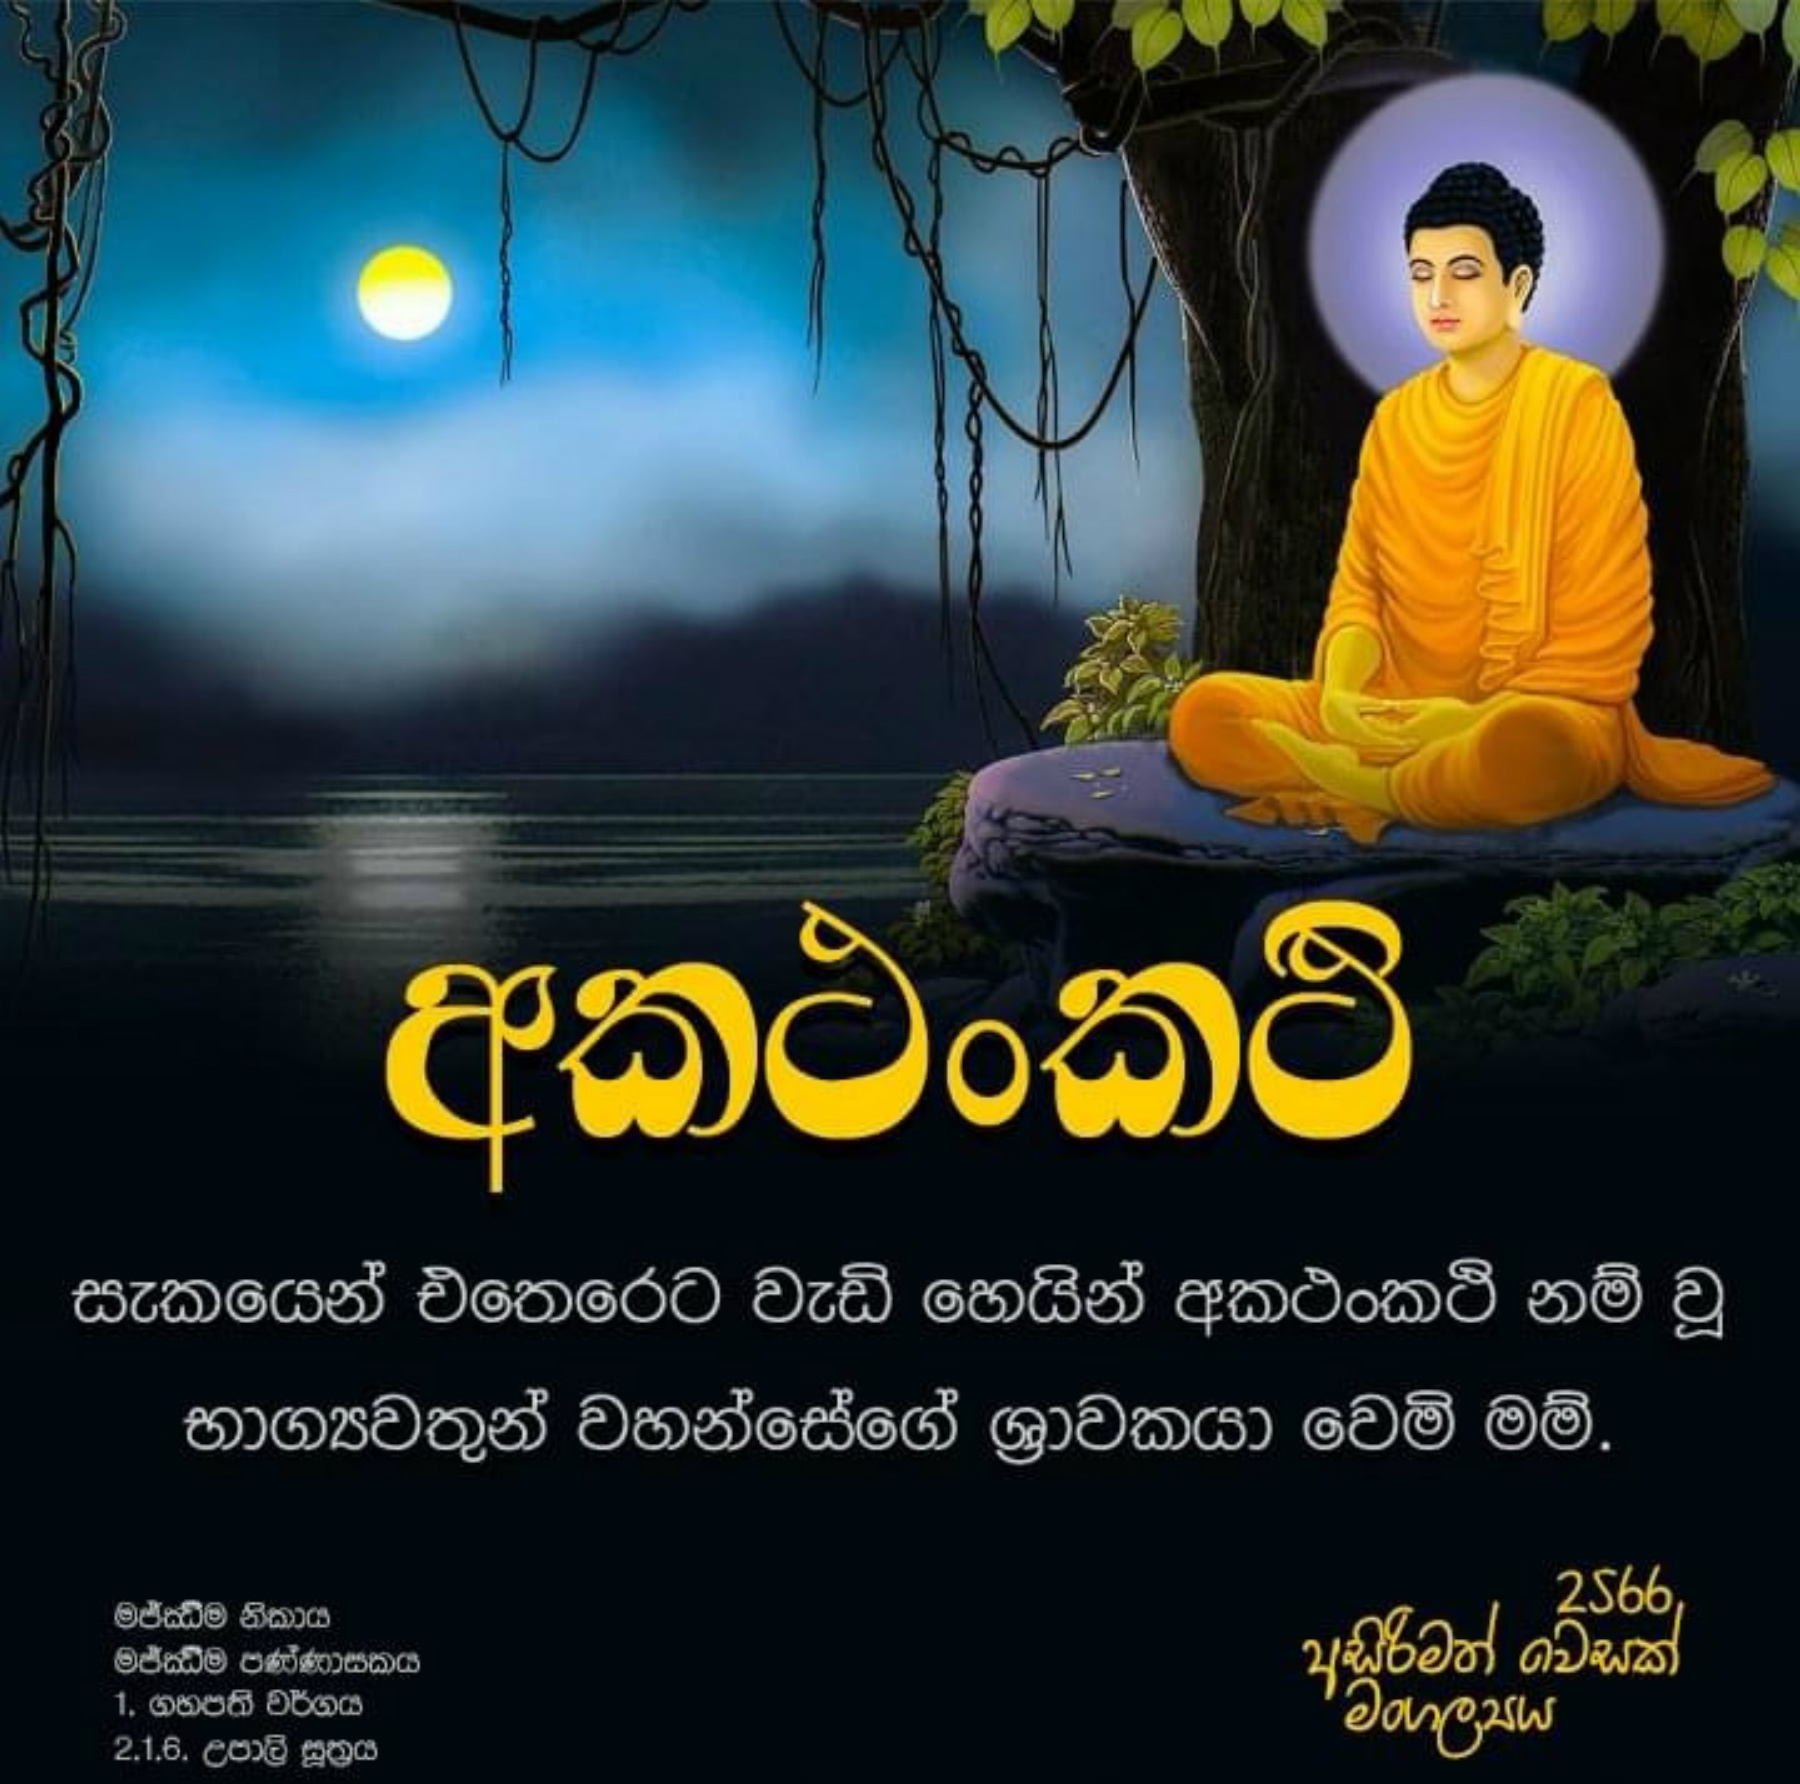 අකථංකථී
සැකයෙන් එතෙරෙට වැඩි හෙයින් අකථංකථි නම් වූ
භාග්‍යවතුන් වහන්සේගේ ශ්‍රාවකයා වෙමි මම්.
මජ්ඣිම නිකාය
මජ්ඣිම පණ්ණාසකය
1. ගහපති වර්ගය
2.1.6. උපාලි සූත්‍රය
2566
අසිරිමත් වෙසක්
මංගල්‍යය